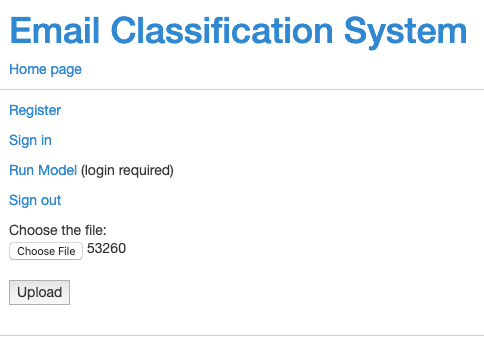 Email Classification System
Home page
Register
Sign in
Run Model (login required)
Sign out
Choose the file:
Choose File 53260
Upload